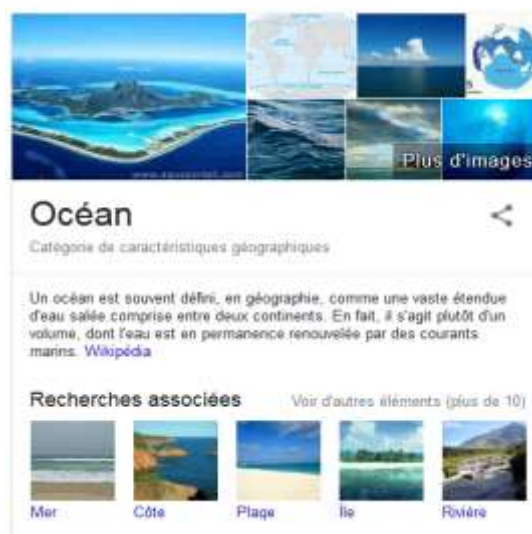 Plus d'images
Océan
Catégorie de caractéristiques géographiques
Un océan est souvent défini, en géographie, comme une vaste étendue
d'eau salée comprise entre deux continents. En fait, il s'agit plutôt d'un
volume, dont l'eau est en permanence renouvelée par des courants
marins. Wikipédia
Recherches associées Voir d'autres éléments (plus de 10)
Mer Côte Plage Île Rivière